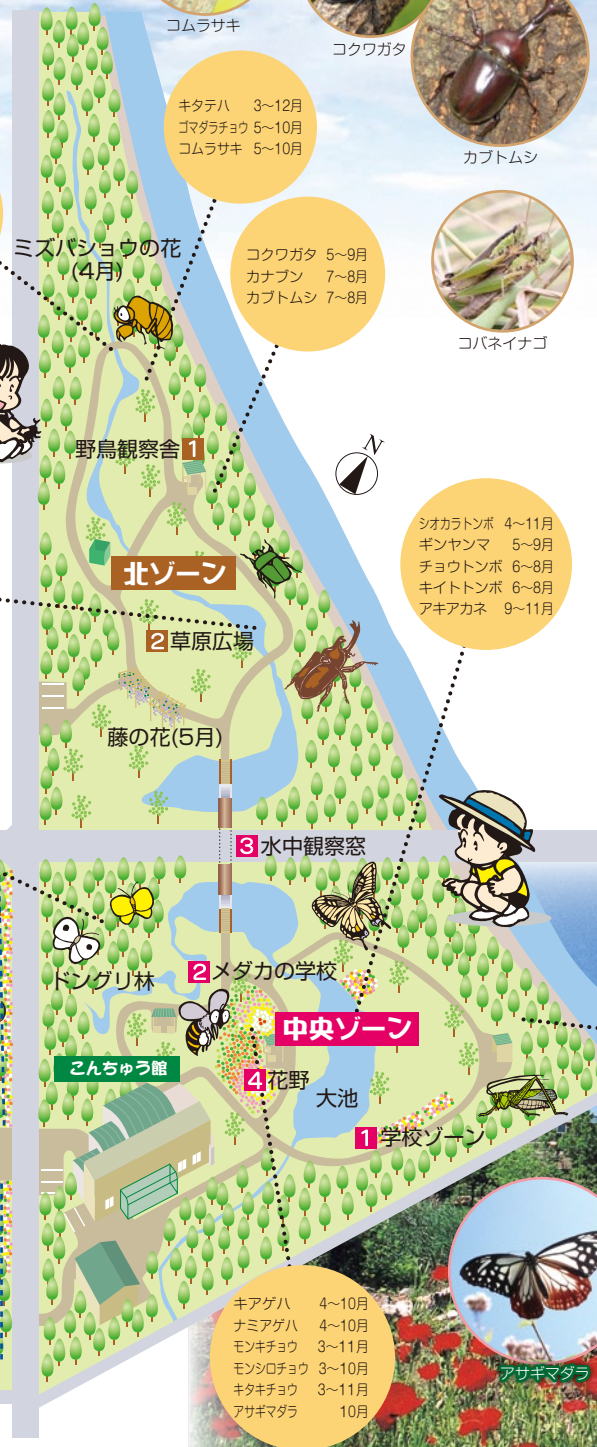 コムラサキ
コクワガタ
カブトムシ
キタテハ 3〜12月
ゴマダラチョウ 5〜10月
コムラサキ 5〜10月
ミズバショウの花
(4月)
コクワガタ 5〜9月
カナブン 7〜8月
カブトムシ 7〜8月
コバネイナゴ
N
野鳥観察舎 1
シオカラトンボ 4〜11月
ギンヤンマ 5〜9月
チョウトンボ 6〜8月
キイトトンボ 6〜8月
アキアカネ 9〜11月
北ゾーン
2 草原広場
藤の花(5月)
3 水中観察窓
ドングリ林
2 メダカの学校
中央ゾーン
こんちゅう館
4 花野
大池
1 学校ゾーン
キアゲハ 4〜10月
ナミアゲハ 4〜10月
モンキチョウ 3〜11月
モンシロチョウ 3〜10月
キタキチョウ 3〜11月
アサギマダラ 10月
アサギマダラ